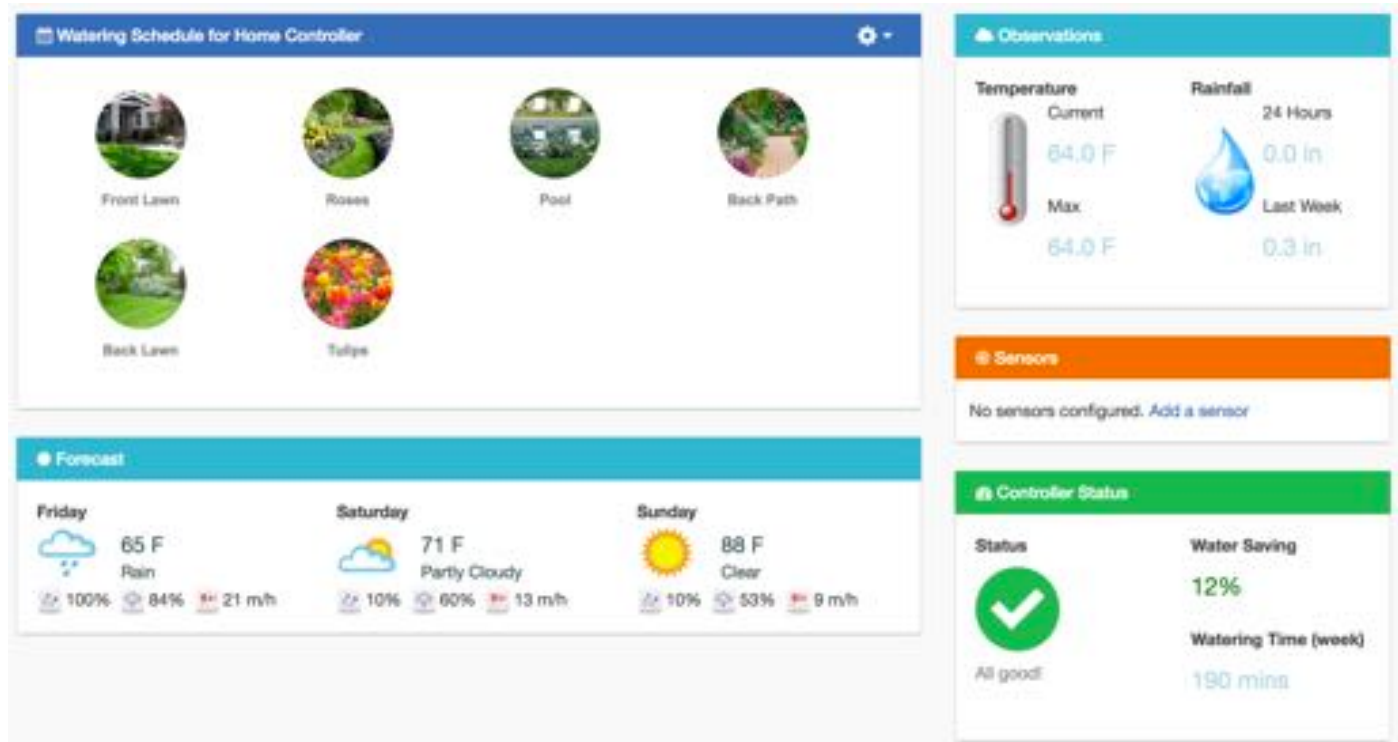 Watering Schedule for Home Controller
Front Lawn
Roses
Pool
Back Path
Back Lawn
Tulips
Forecast
Friday
65 F
Rain
100% 84% 21 m/h
Saturday
71 F
Partly Cloudy
10% 60% 13 m/h
Sunday
88 F
Clear
10% 53% 9 m/h
Observations
Temperature
Current
64.0 F
Max
64.0 F
Rainfall
24 Hours
0.0 in
Last Week
0.3 in
Sensors
No sensors configured. Add a sensor
Controller Status
Status
All good!
Water Saving
12%
Watering Time (week)
190 mins